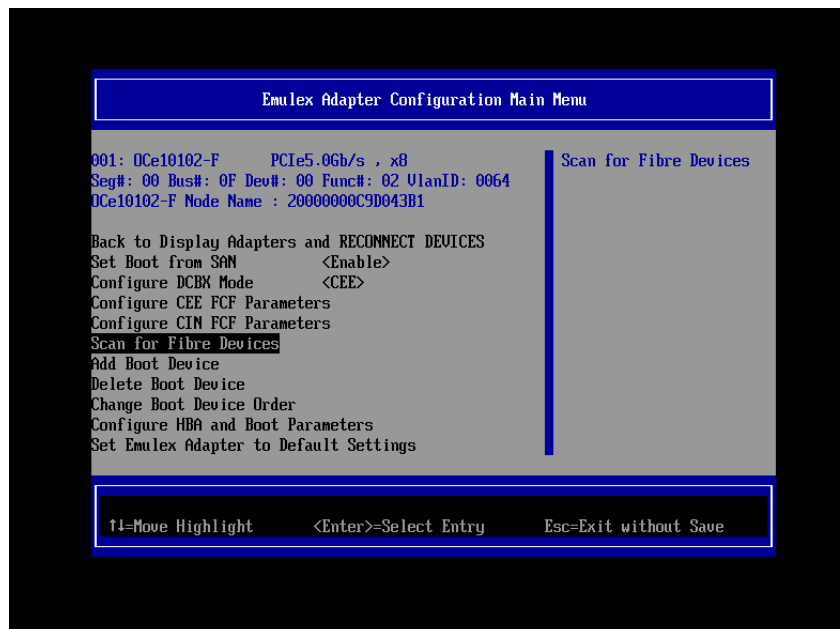 Emulex Adapter Configuration Main Menu
001: OCe10102-F PCIe5.0Gb/s , x8
Seg#: 00 Bus#: 0F Dev#: 00 Func#: 02 VlanID: 0064
OCe10102-F Node Name : 20000000C9D043B1
Back to Display Adapters and RECONNECT DEVICES
Set Boot from SAN <Enable>
Configure DCBX Mode <CEE>
Configure CEE FCF Parameters
Configure CIN FCF Parameters
Scan for Fibre Devices
Add Boot Device
Delete Boot Device
Change Boot Device Order
Configure HBA and Boot Parameters
Set Emulex Adapter to Default Settings
Scan for Fibre Devices
↑↓=Move Highlight <Enter>=Select Entry Esc=Exit without Save